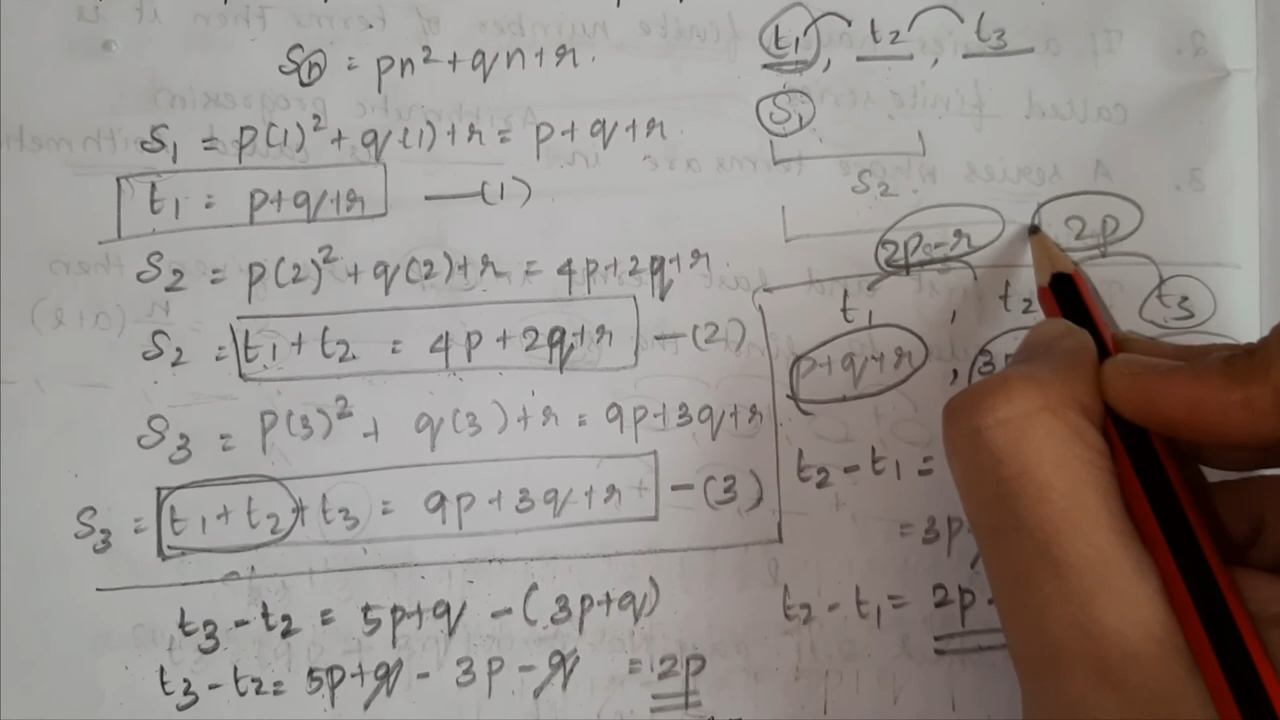 Sn = pn² + qn + r.
S₁ = p(1)² + q(1) + r = p + q + r
t₁ = p + q + r —(1)
S₂ = p(2)² + q(2) + r = 4p + 2q + r
S₂ = t₁ + t₂ = 4p + 2q + r —(2)
S₃ = p(3)² + q(3) + r = 9p + 3q + r
S₃ = t₁ + t₂ + t₃ = 9p + 3q + r —(3)
t₃ - t₂ = 5p + q - (3p + q)
t₃ - t₂ = 5p + q - 3p - q = 2p
t₁, t₂, t₃
S₁
S₂
2p - r 2p
t₁ , t₂ t₃
p + q + r , 3
t₂ - t₁ =
= 3p
t₂ - t₁ = 2p -